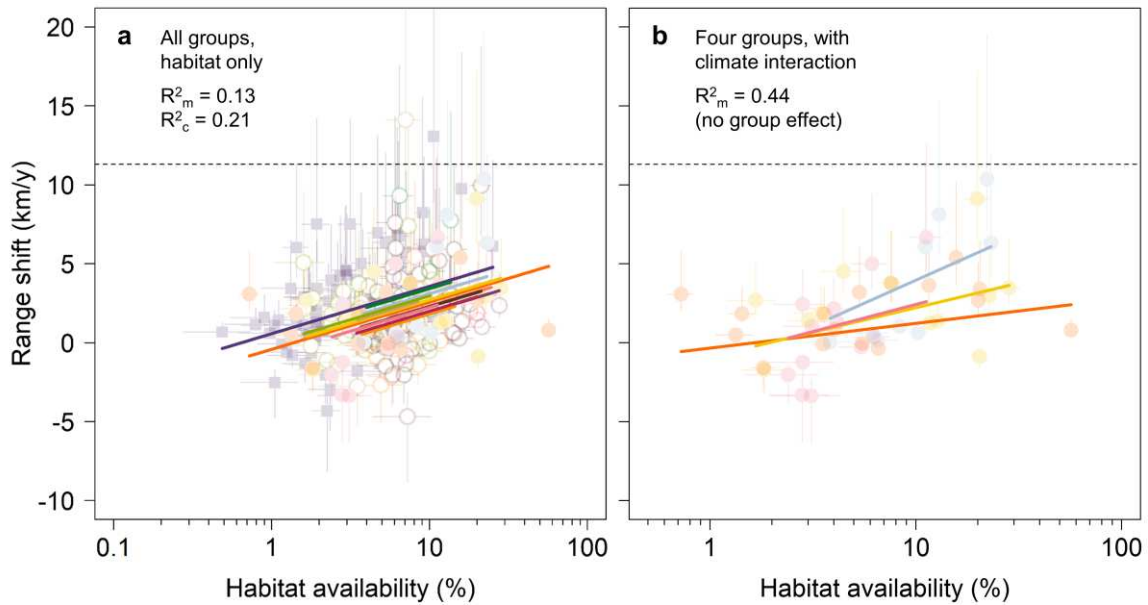 a All groups,
habitat only
R²m = 0.13
R²c = 0.21
b Four groups, with
climate interaction
R²m = 0.44
(no group effect)
Range shift (km/y)
20
15
10
5
0
-5
-10
0.1 1 10 100
1 10 100
Habitat availability (%)
Habitat availability (%)